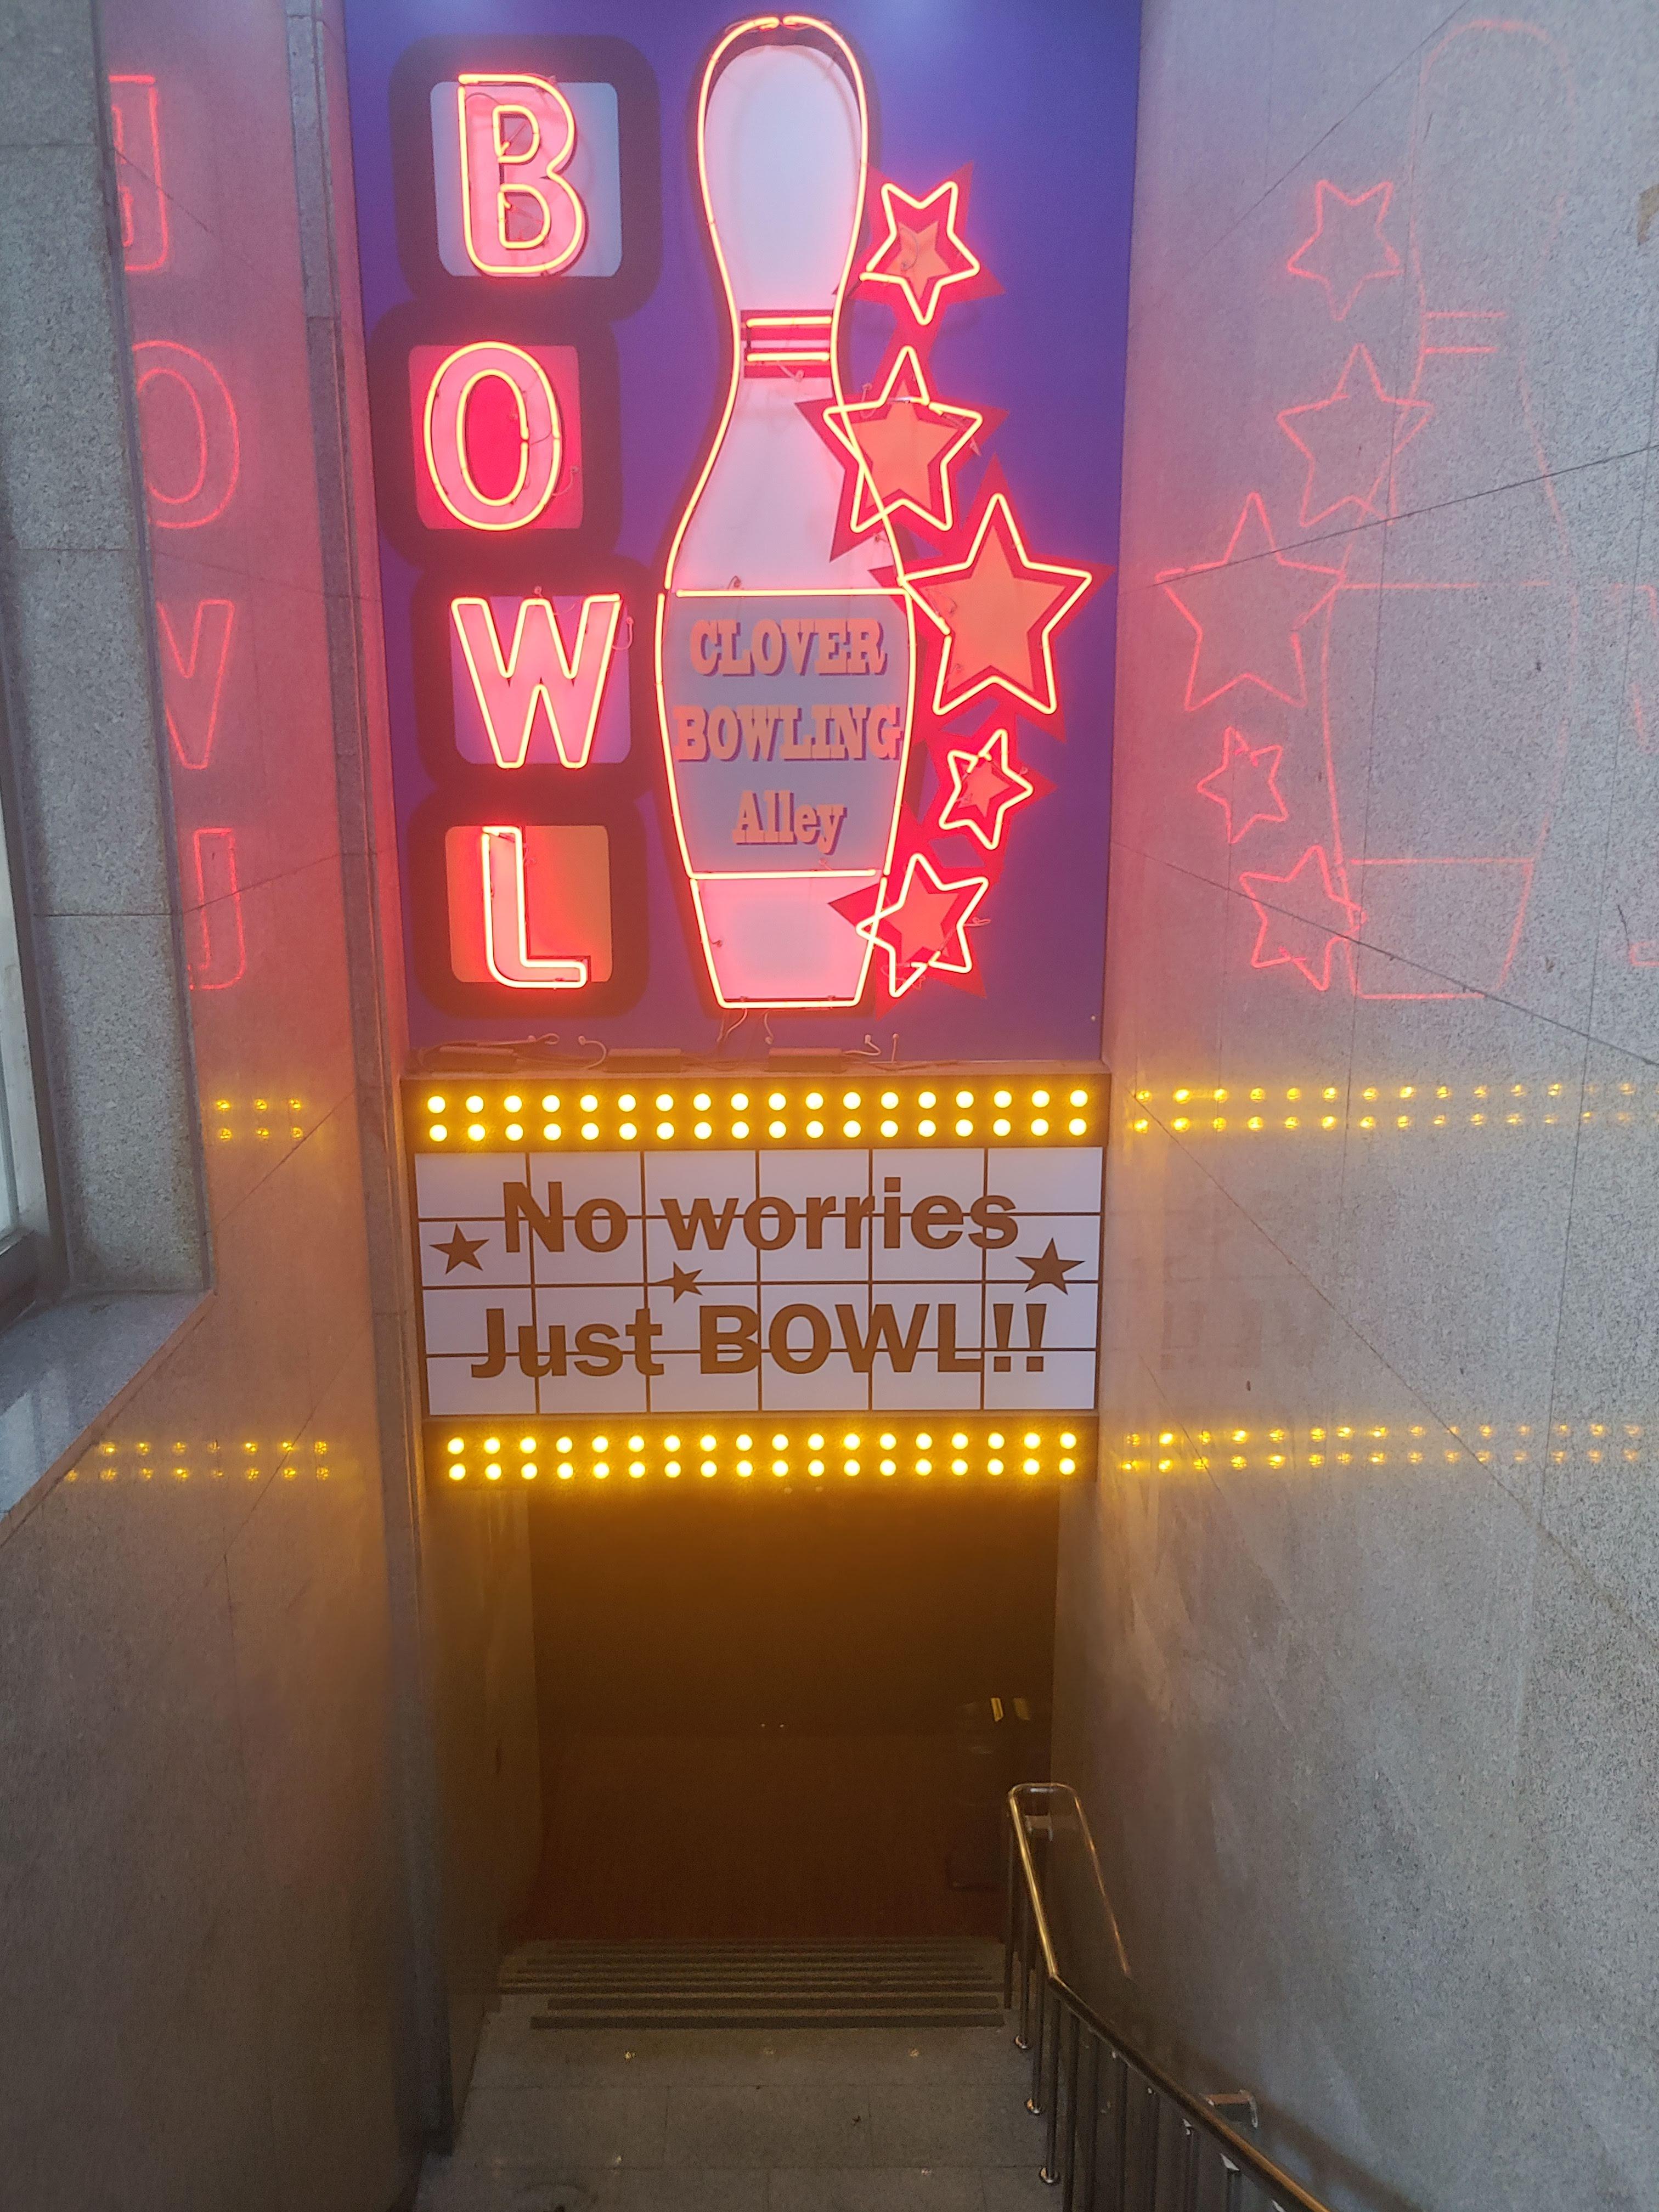 BOWL
CLOVER
BOWLING
Alley
No worries
Just BOWL!!